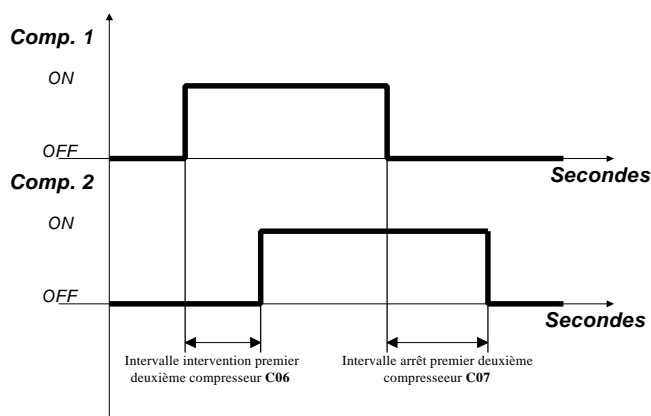 Comp. 1
ON
OFF
Secondes
Comp. 2
ON
OFF
Secondes
Intervalle intervention premier
deuxième compresseur C06
Intervalle arrêt premier deuxième
compresseeur C07